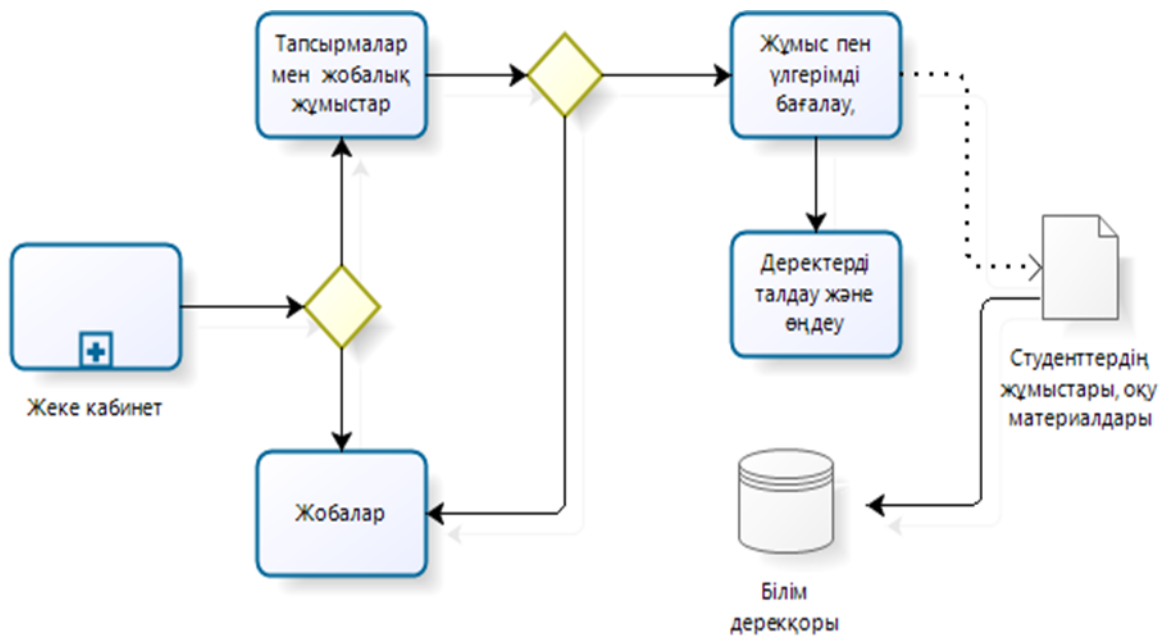 Тапсырмалар
мен жобалық
жұмыстар
Жұмыс пен
үлгерімді
бағалау,
Деректерді
талдау және
өңдеу
Жеке кабинет
Студенттердің
жұмыстары, оқу
материалдары
Жобалар
Білім
дерекқоры